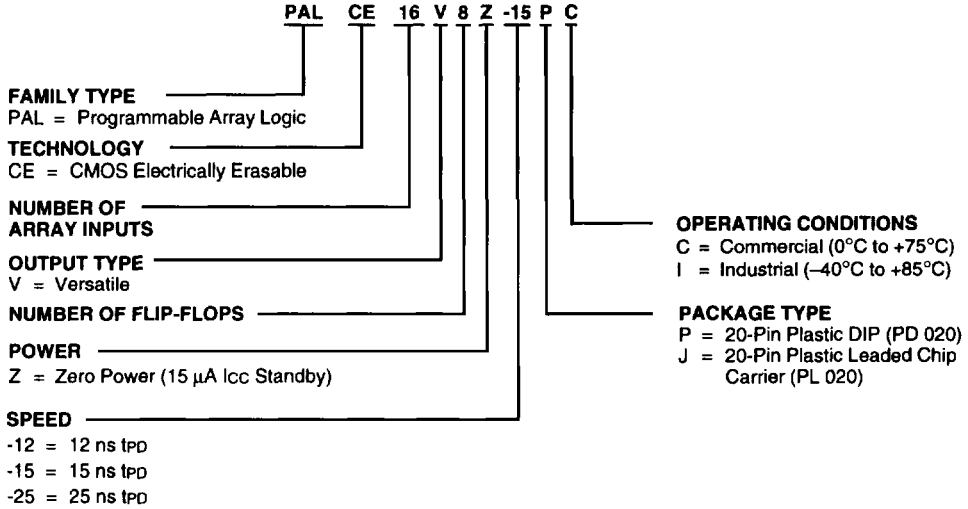 PAL CE 16 V 8 Z -15 P C
FAMILY TYPE
PAL = Programmable Array Logic
TECHNOLOGY
CE = CMOS Electrically Erasable
NUMBER OF
ARRAY INPUTS
OUTPUT TYPE
V = Versatile
NUMBER OF FLIP-FLOPS
POWER
Z = Zero Power (15 µA ICC Standby)
SPEED
-12 = 12 ns tPD
-15 = 15 ns tPD
-25 = 25 ns tPD
OPERATING CONDITIONS
C = Commercial (0°C to +75°C)
I = Industrial (–40°C to +85°C)
PACKAGE TYPE
P = 20-Pin Plastic DIP (PD 020)
J = 20-Pin Plastic Leaded Chip
Carrier (PL 020)